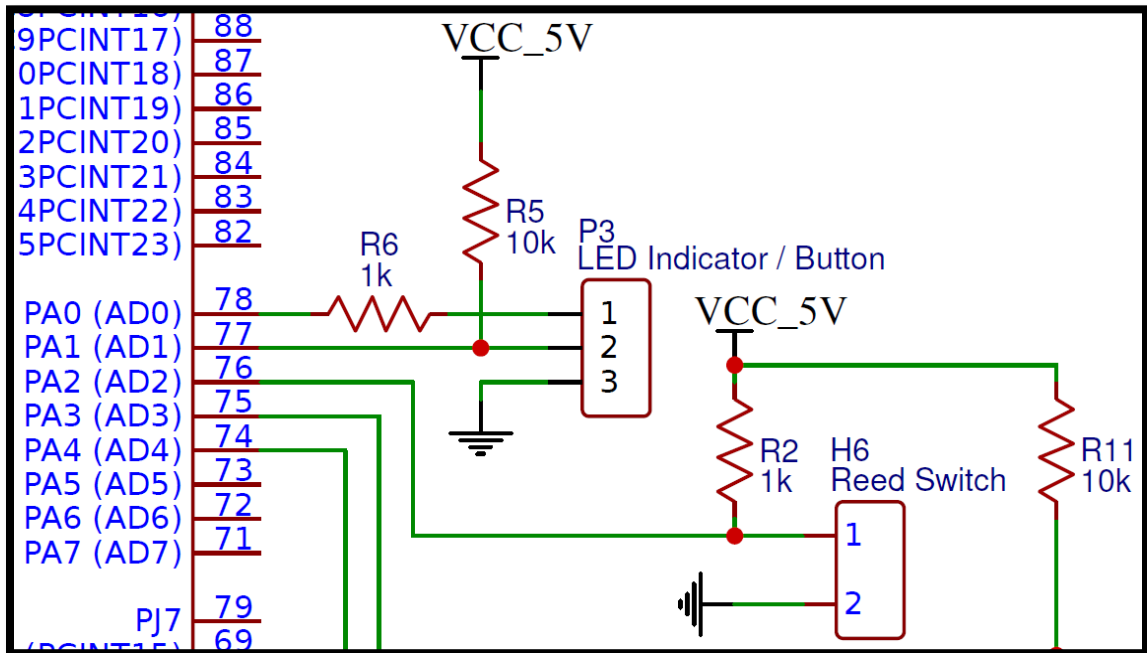 9PCINT17) 88
0PCINT18) 87
1PCINT19) 86
2PCINT20) 85
3PCINT21) 84
4PCINT22) 83
5PCINT23) 82
PA0 (AD0) 78
PA1 (AD1) 77
PA2 (AD2) 76
PA3 (AD3) 75
PA4 (AD4) 74
PA5 (AD5) 73
PA6 (AD6) 72
PA7 (AD7) 71
PJ7 79
69
VCC_5V
R5
10k
R6
1k
P3
LED Indicator / Button
1
2
3
VCC_5V
R2
1k
H6
Reed Switch
1
2
R11
10k